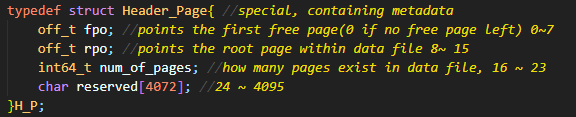 typedef struct Header_Page{ //special, containing metadata
    off_t fpo; //points the first free page(0 if no free page left) 0~7
    off_t rpo; //points the root page within data file 8~ 15
    int64_t num_of_pages; //how many pages exist in data file, 16 ~ 23
    char reserved[4072]; //24 ~ 4095
}H_P;